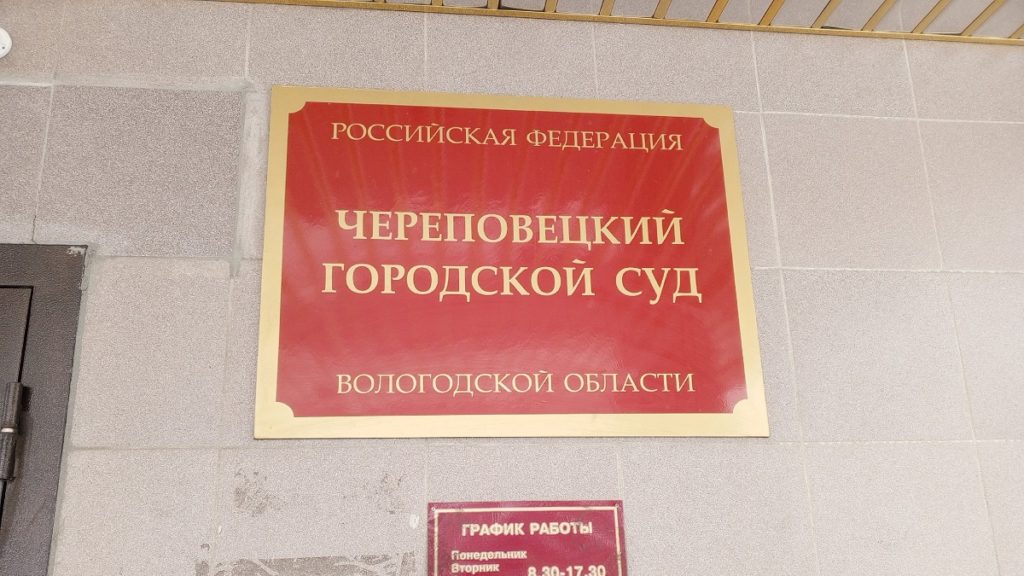 РОССИЙСКАЯ ФЕДЕРАЦИЯ
ЧЕРЕПОВЕЦКИЙ
ГОРОДСКОЙ СУД
ВОЛОГОДСКОЙ ОБЛАСТИ
ГРАФИК РАБОТЫ
Понедельник
Вторник 8.30-17.30